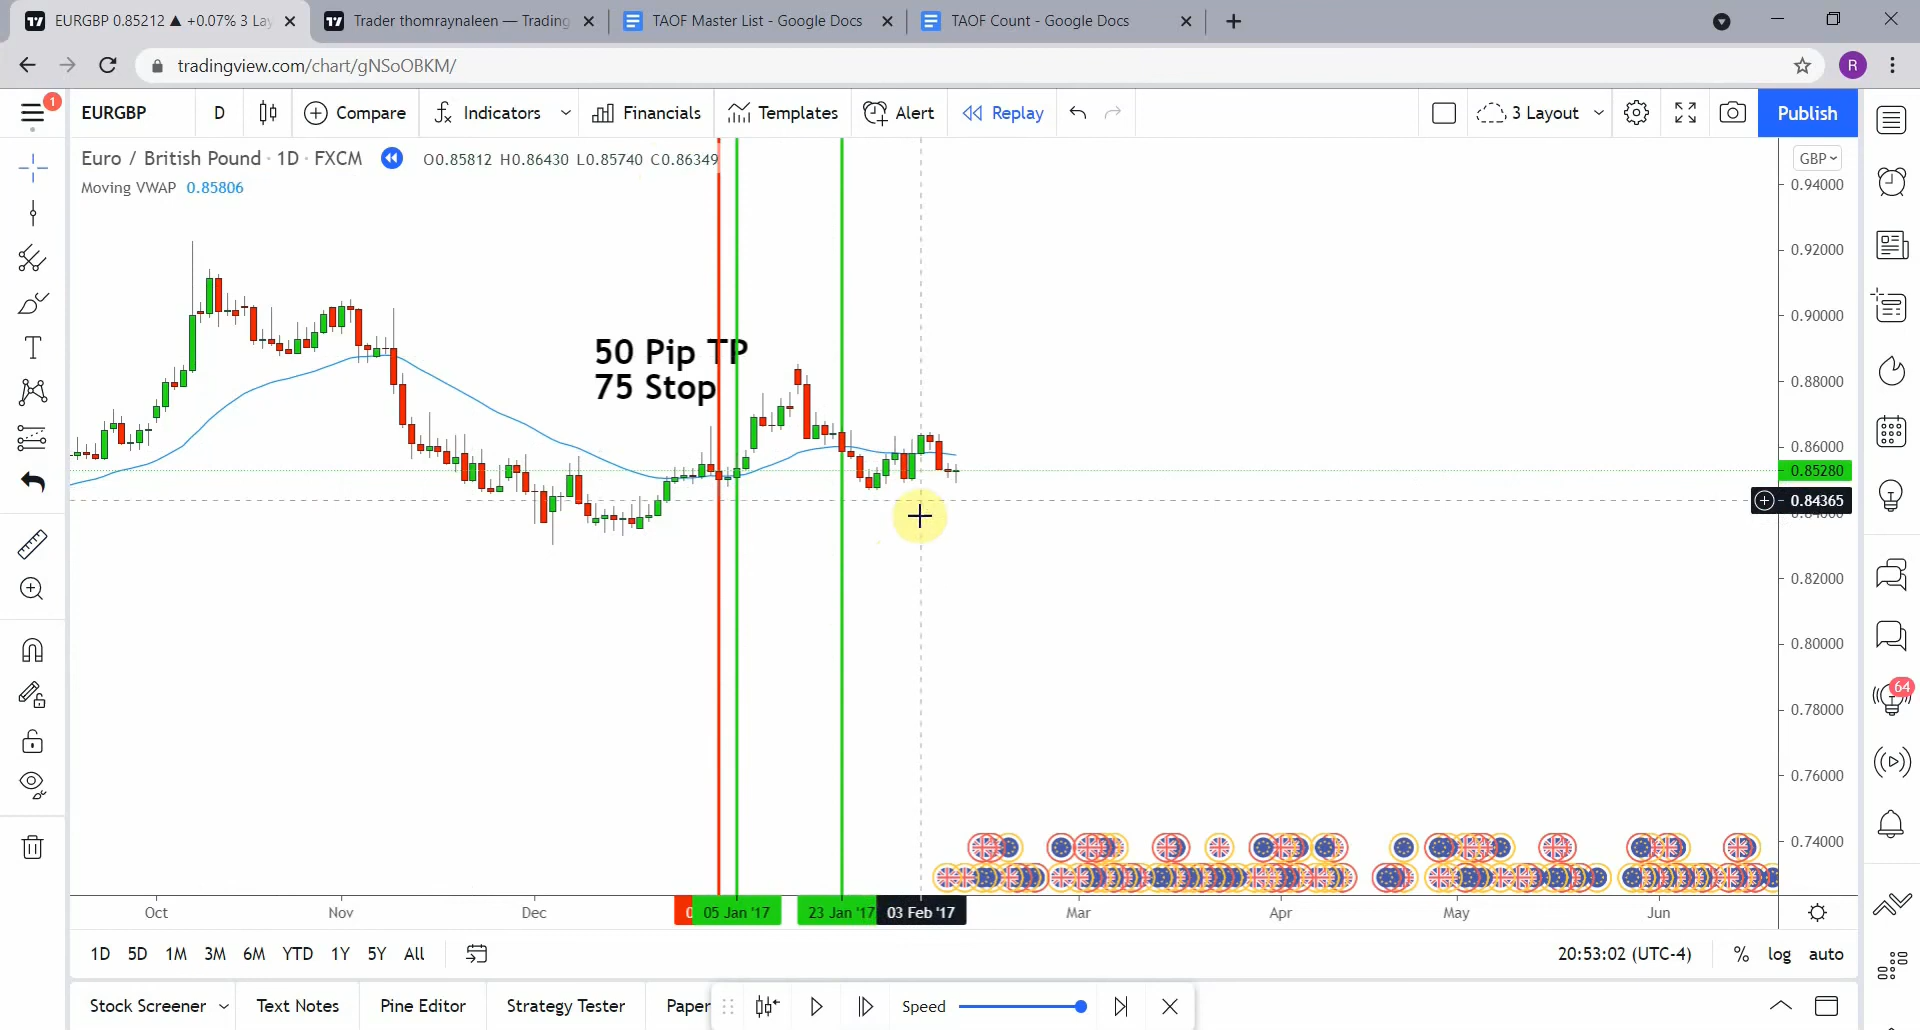 EURGBP 0.85212 ▲ +0.07% 3 Lay
Trader thomraynaleen — Trading
TAOF Master List - Google Docs
TAOF Count - Google Docs
tradingview.com/chart/gNSoOBKM/
R
1
EURGBP
D
Compare
Indicators
Financials
Templates
Alert
Replay
3 Layout
Publish
Euro / British Pound · 1D · FXCM
O0.85812 H0.86430 L0.85740 C0.86349
GBP
Moving VWAP 0.85806
0.94000
0.92000
0.90000
50 Pip TP
75 Stop
0.88000
0.86000
0.85280
0.84365
0.82000
0.80000
64
0.78000
0.76000
0.74000
Oct
Nov
Dec
05 Jan '17
23 Jan '17
03 Feb '17
Mar
Apr
May
Jun
1D 5D 1M 3M 6M YTD 1Y 5Y All
20:53:02 (UTC-4)
% log auto
Stock Screener
Text Notes
Pine Editor
Strategy Tester
Paper
Speed